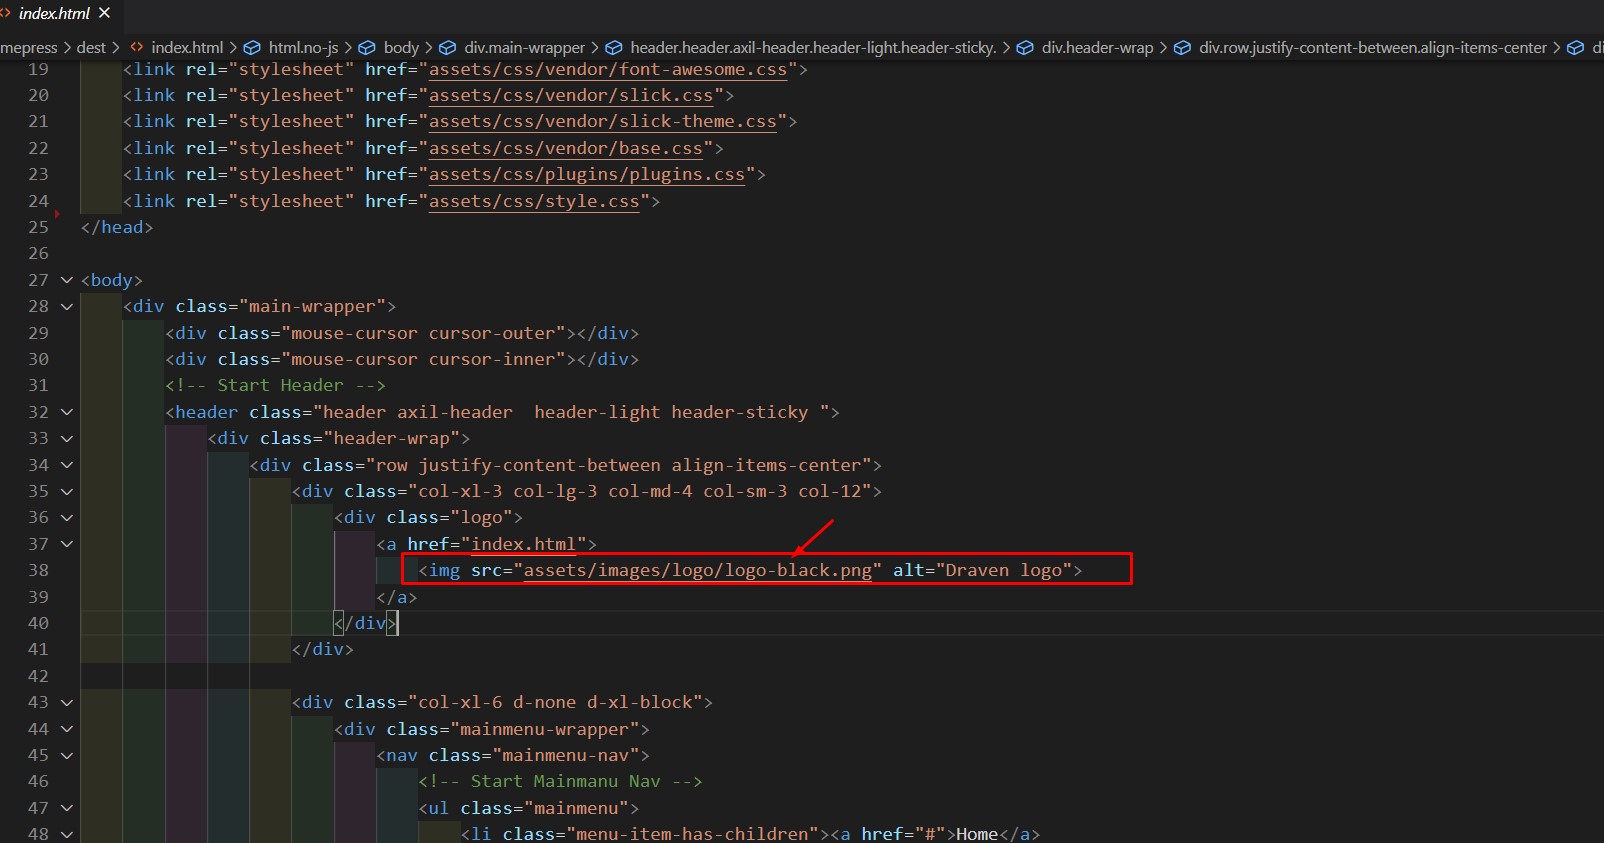 index.html
mepress > dest > index.html > html.no-js > body > div.main-wrapper > header.header.axil-header.header-light.header-sticky. > div.header-wrap > div.row.justify-content-between.align-items-center > di
19 <link rel="stylesheet" href="assets/css/vendor/font-awesome.css">
20 <link rel="stylesheet" href="assets/css/vendor/slick.css">
21 <link rel="stylesheet" href="assets/css/vendor/slick-theme.css">
22 <link rel="stylesheet" href="assets/css/vendor/base.css">
23 <link rel="stylesheet" href="assets/css/plugins/plugins.css">
24 <link rel="stylesheet" href="assets/css/style.css">
25 </head>
26
27 <body>
28 <div class="main-wrapper">
29 <div class="mouse-cursor cursor-outer"></div>
30 <div class="mouse-cursor cursor-inner"></div>
31 <!-- Start Header -->
32 <header class="header axil-header  header-light header-sticky ">
33 <div class="header-wrap">
34 <div class="row justify-content-between align-items-center">
35 <div class="col-xl-3 col-lg-3 col-md-4 col-sm-3 col-12">
36 <div class="logo">
37 <a href="index.html">
38 <img src="assets/images/logo/logo-black.png" alt="Draven logo">
39 </a>
40 </div>
41 </div>
42
43 <div class="col-xl-6 d-none d-xl-block">
44 <div class="mainmenu-wrapper">
45 <nav class="mainmenu-nav">
46 <!-- Start Mainmanu Nav -->
47 <ul class="mainmenu">
48 <li class="menu-item-has-children"><a href="#">Home</a>